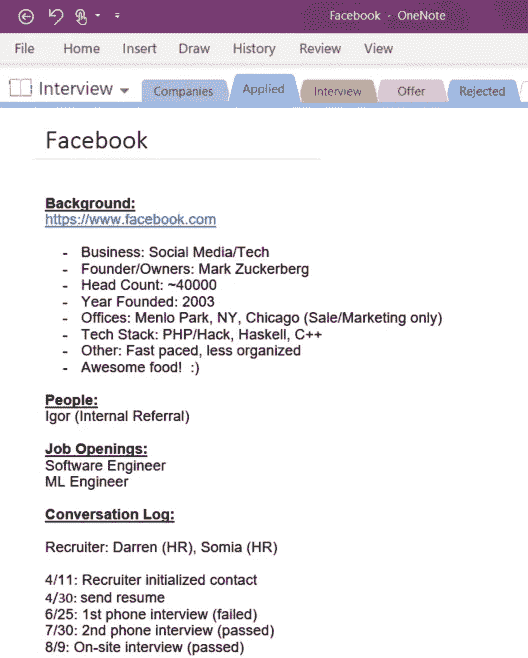 Facebook - OneNote
File Home Insert Draw History Review View
Interview Companies Applied Interview Offer Rejected
Facebook
Background:
https://www.facebook.com
- Business: Social Media/Tech
- Founder/Owners: Mark Zuckerberg
- Head Count: ~40000
- Year Founded: 2003
- Offices: Menlo Park, NY, Chicago (Sale/Marketing only)
- Tech Stack: PHP/Hack, Haskell, C++
- Other: Fast paced, less organized
- Awesome food! :)
People:
Igor (Internal Referral)
Job Openings:
Software Engineer
ML Engineer
Conversation Log:
Recruiter: Darren (HR), Somia (HR)
4/11: Recruiter initialized contact
4/30: send resume
6/25: 1st phone interview (failed)
7/30: 2nd phone interview (passed)
8/9: On-site interview (passed)